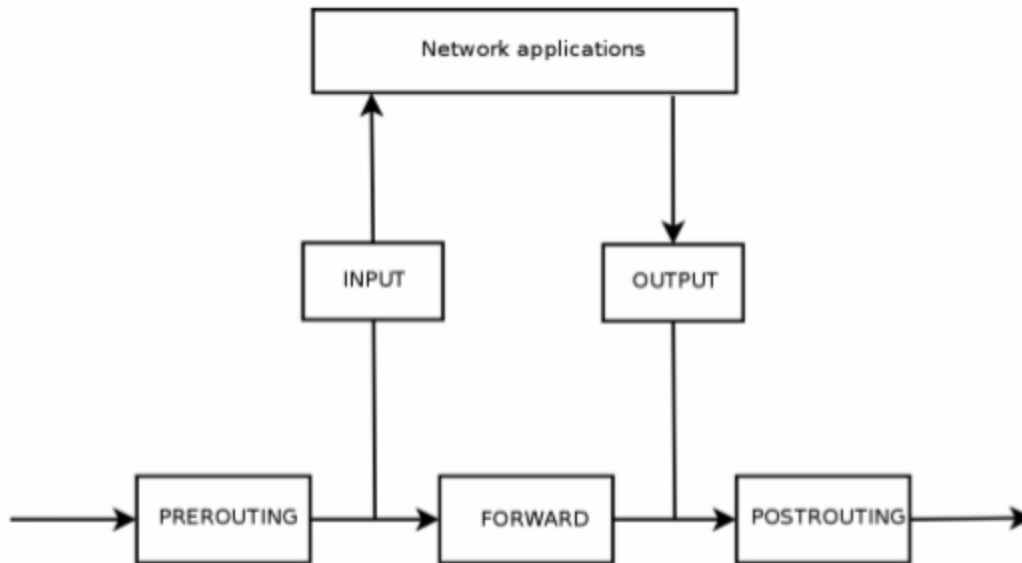 Network applications
INPUT
OUTPUT
PREROUTING
FORWARD
POSTROUTING